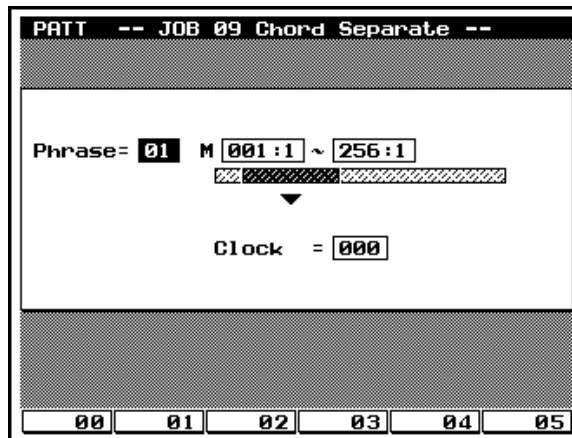 PATT -- JOB 09 Chord Separate --
Phrase= 01 M 001:1 ~ 256:1
Clock = 000
00 01 02 03 04 05